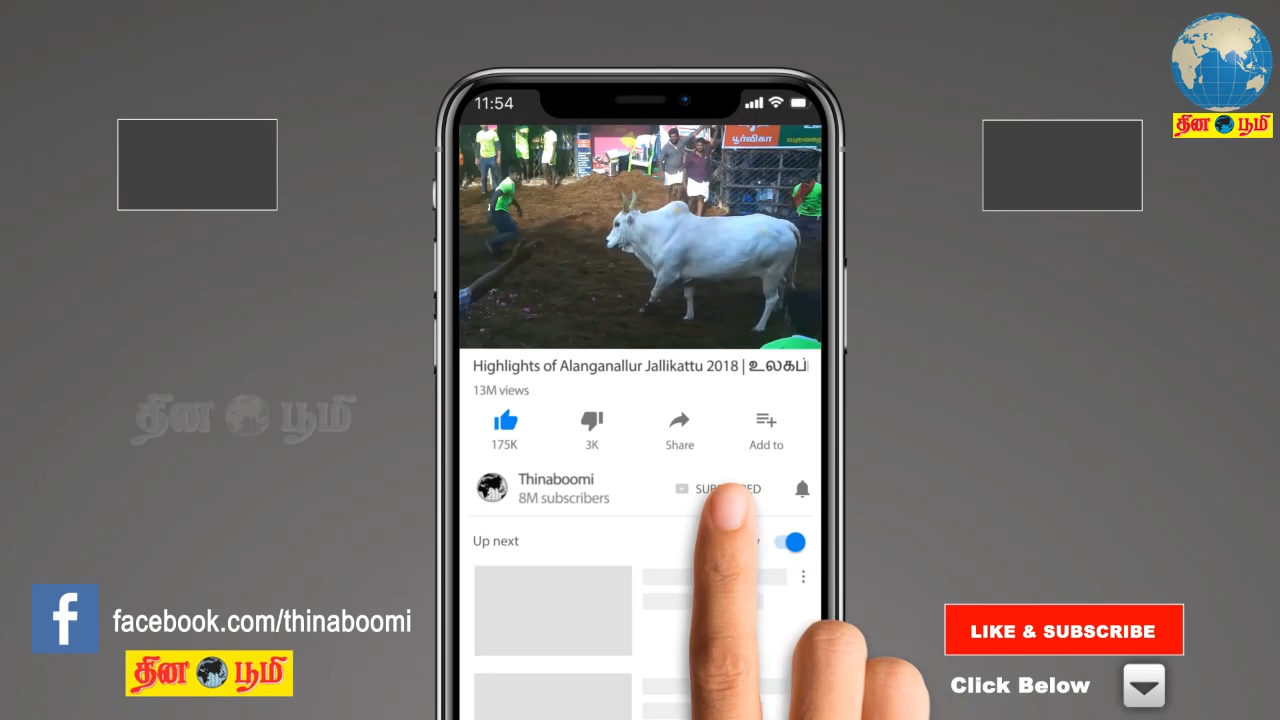 தின பூமி
11:54
பூர்விகா
Highlights of Alanganallur Jallikattu 2018 | உலகப்
13M views
175K
3K
Share
Add to
Thinaboomi
8M subscribers
தின பூமி
Up next
facebook.com/thinaboomi
தின பூமி
LIKE & SUBSCRIBE
Click Below